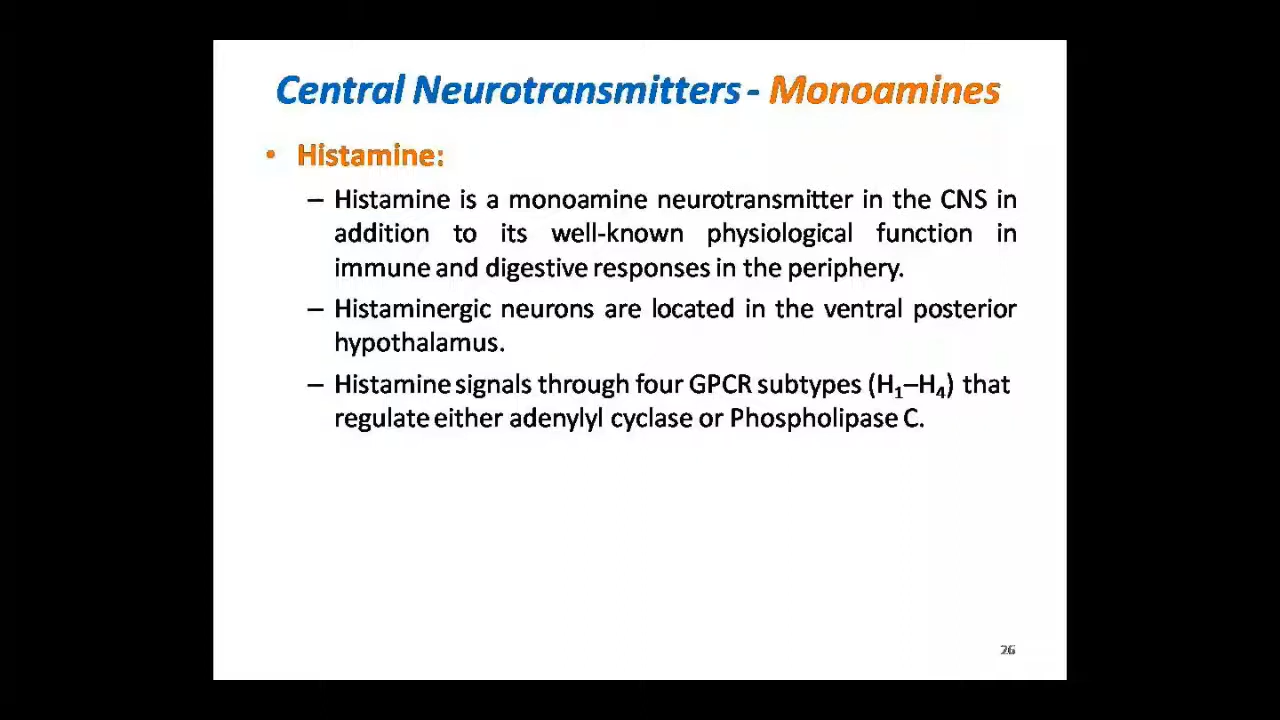 Central Neurotransmitters - Monoamines
• Histamine:
– Histamine is a monoamine neurotransmitter in the CNS in
addition to its well-known physiological function in
immune and digestive responses in the periphery.
– Histaminergic neurons are located in the ventral posterior
hypothalamus.
– Histamine signals through four GPCR subtypes (H₁–H₄) that
regulate either adenylyl cyclase or Phospholipase C.
26